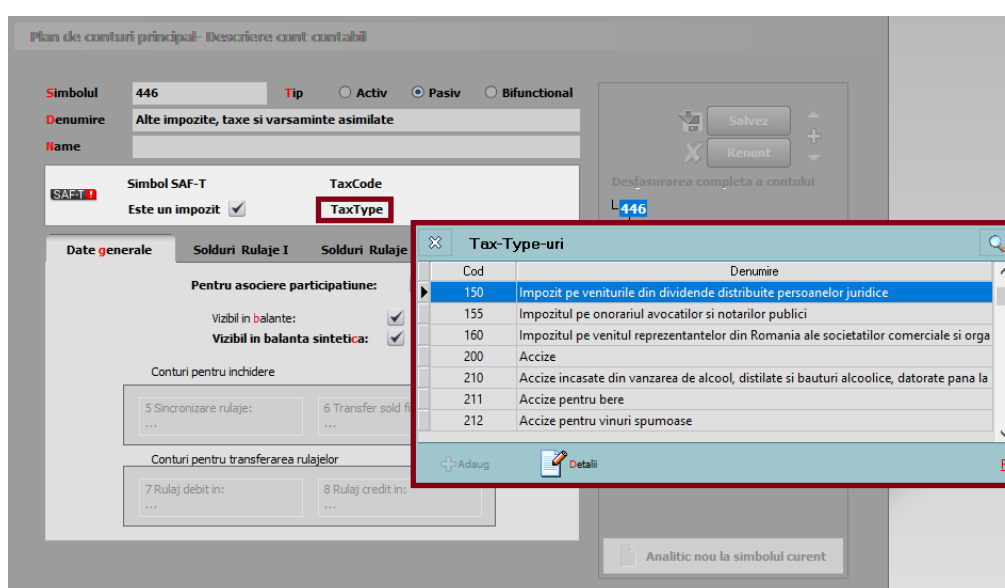 Plan de conturi principal- Descriere cont contabil
Simbolul 446 Tip Activ Pasiv Bifunctional
Denumire Alte impozite, taxe si varsaminte asimilate
Name
Salvez
Renunt
SAF-T ! Simbol SAF-T TaxCode
Este un impozit TaxType
Desfasurarea completa a contului
446
Date generale Solduri Rulaje I Solduri Rulaje
Pentru asociere participatiune:
Vizibil in balante:
Vizibil in balanta sintetica:
Conturi pentru inchidere
5 Sincronizare rulaje: 6 Transfer sold fi
... ...
Conturi pentru transferarea rulajelor
7 Rulaj debit in: 8 Rulaj credit in:
... ...
Tax-Type-uri
Cod Denumire
150 Impozit pe veniturile din dividende distribuite persoanelor juridice
155 Impozitul pe onorariul avocatilor si notarilor publici
160 Impozitul pe venitul reprezentantelor din Romania ale societatilor comerciale si orga
200 Accize
210 Accize incasate din vanzarea de alcool, distilate si bauturi alcoolice, datorate pana la
211 Accize pentru bere
212 Accize pentru vinuri spumoase
Adaug Detalii
Analitic nou la simbolul curent